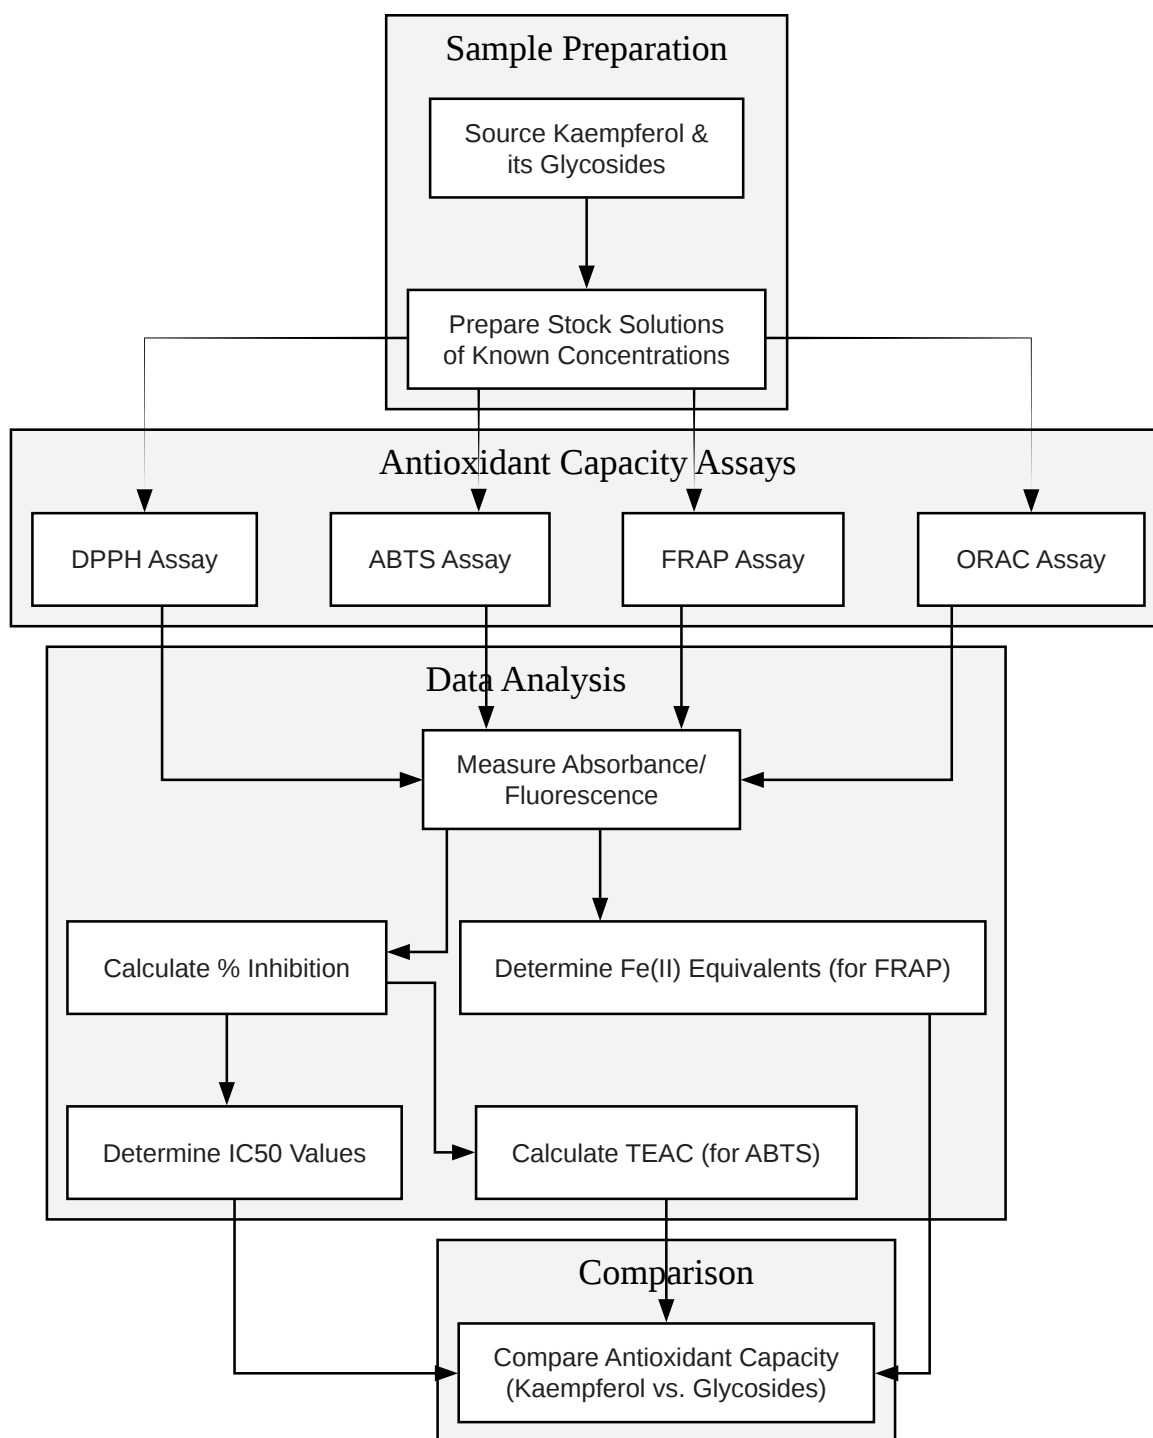 Sample Preparation
Source Kaempferol &
its Glycosides
Prepare Stock Solutions
of Known Concentrations
Antioxidant Capacity Assays
DPPH Assay
ABTS Assay
FRAP Assay
ORAC Assay
Data Analysis
Measure Absorbance/
Fluorescence
Calculate % Inhibition
Determine Fe(II) Equivalents (for FRAP)
Determine IC50 Values
Calculate TEAC (for ABTS)
Comparison
Compare Antioxidant Capacity
(Kaempferol vs. Glycosides)